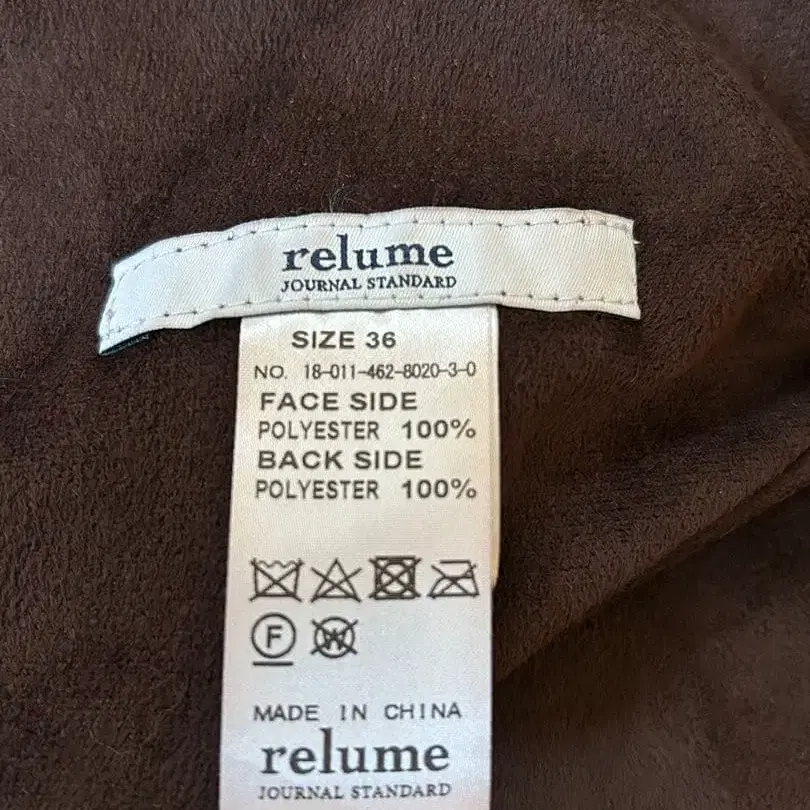 relume
JOURNAL STANDARD
SIZE 36
NO. 18-011-462-8020-3-0
FACE SIDE
POLYESTER 100%
BACK SIDE
POLYESTER 100%
F W
MADE IN CHINA
relume
JOURNAL STANDARD